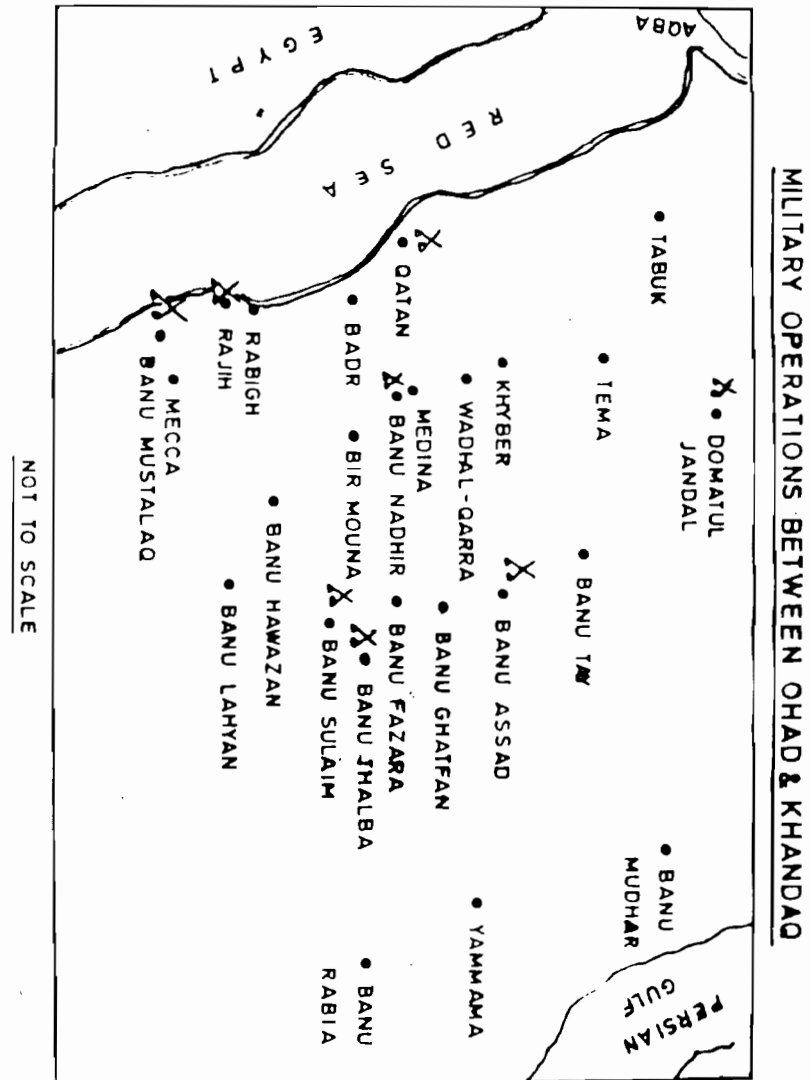 MILITARY OPERATIONS BETWEEN OHAD & KHANDAQ
AQBA
EGYPT
RED SEA
TABUK
DOMATUL
JANDAL
TEMA
BANU TAY
QATAN
KHYBER
WADHAL-QARRA
BANU ASSAD
MEDINA
BANU GHATFAN
BANU NADHIR
BANU FAZARA
BADR
BIR MOUNA
BANU JHALBA
BANU SULAIM
RABIGH
RAJIH
BANU HAWAZAN
BANU LAHYAN
MECCA
BANU MUSTALAQ
BANU
MUDHAR
YAMMAMA
BANU
RABIA
PERSIAN
GULF
NOT TO SCALE